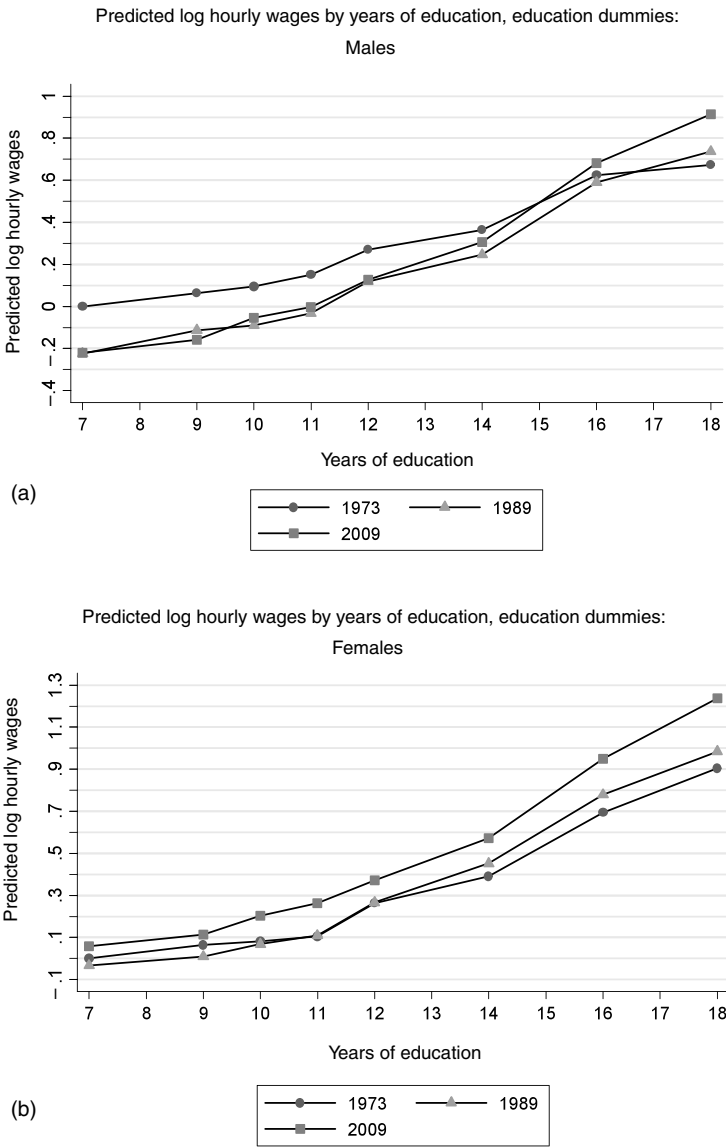 Predicted log hourly wages by years of education, education dummies:
Males
Predicted log hourly wages
1
.8
.6
.4
.2
0
–.2
–.4
7 8 9 10 11 12 13 14 15 16 17 18
Years of education
(a)
1973 1989
2009
Predicted log hourly wages by years of education, education dummies:
Females
Predicted log hourly wages
1.3
1.1
.9
.7
.5
.3
.1
–.1
7 8 9 10 11 12 13 14 15 16 17 18
Years of education
(b)
1973 1989
2009